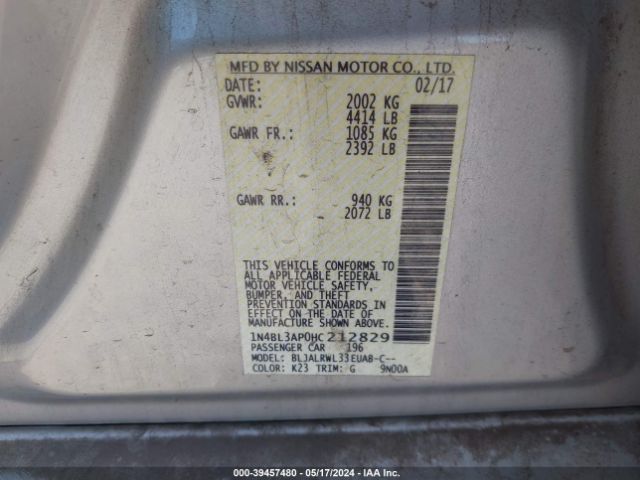 MFD BY NISSAN MOTOR CO., LTD.
DATE: 02/17
GVWR: 2002 KG
4414 LB
GAWR FR.: 1085 KG
2392 LB
GAWR RR.: 940 KG
2072 LB
THIS VEHICLE CONFORMS TO
ALL APPLICABLE FEDERAL
MOTOR VEHICLE SAFETY,
BUMPER, AND THEFT
PREVENTION STANDARDS IN
EFFECT ON THE DATE OF
MANUFACTURE SHOWN ABOVE.
1N4BL3AP0HC212829
PASSENGER CAR 196
MODEL: BLJALRWL33EUA8-C--
COLOR: K23 TRIM: G 9N00A
000-39457480 - 05/17/2024 - IAA Inc.